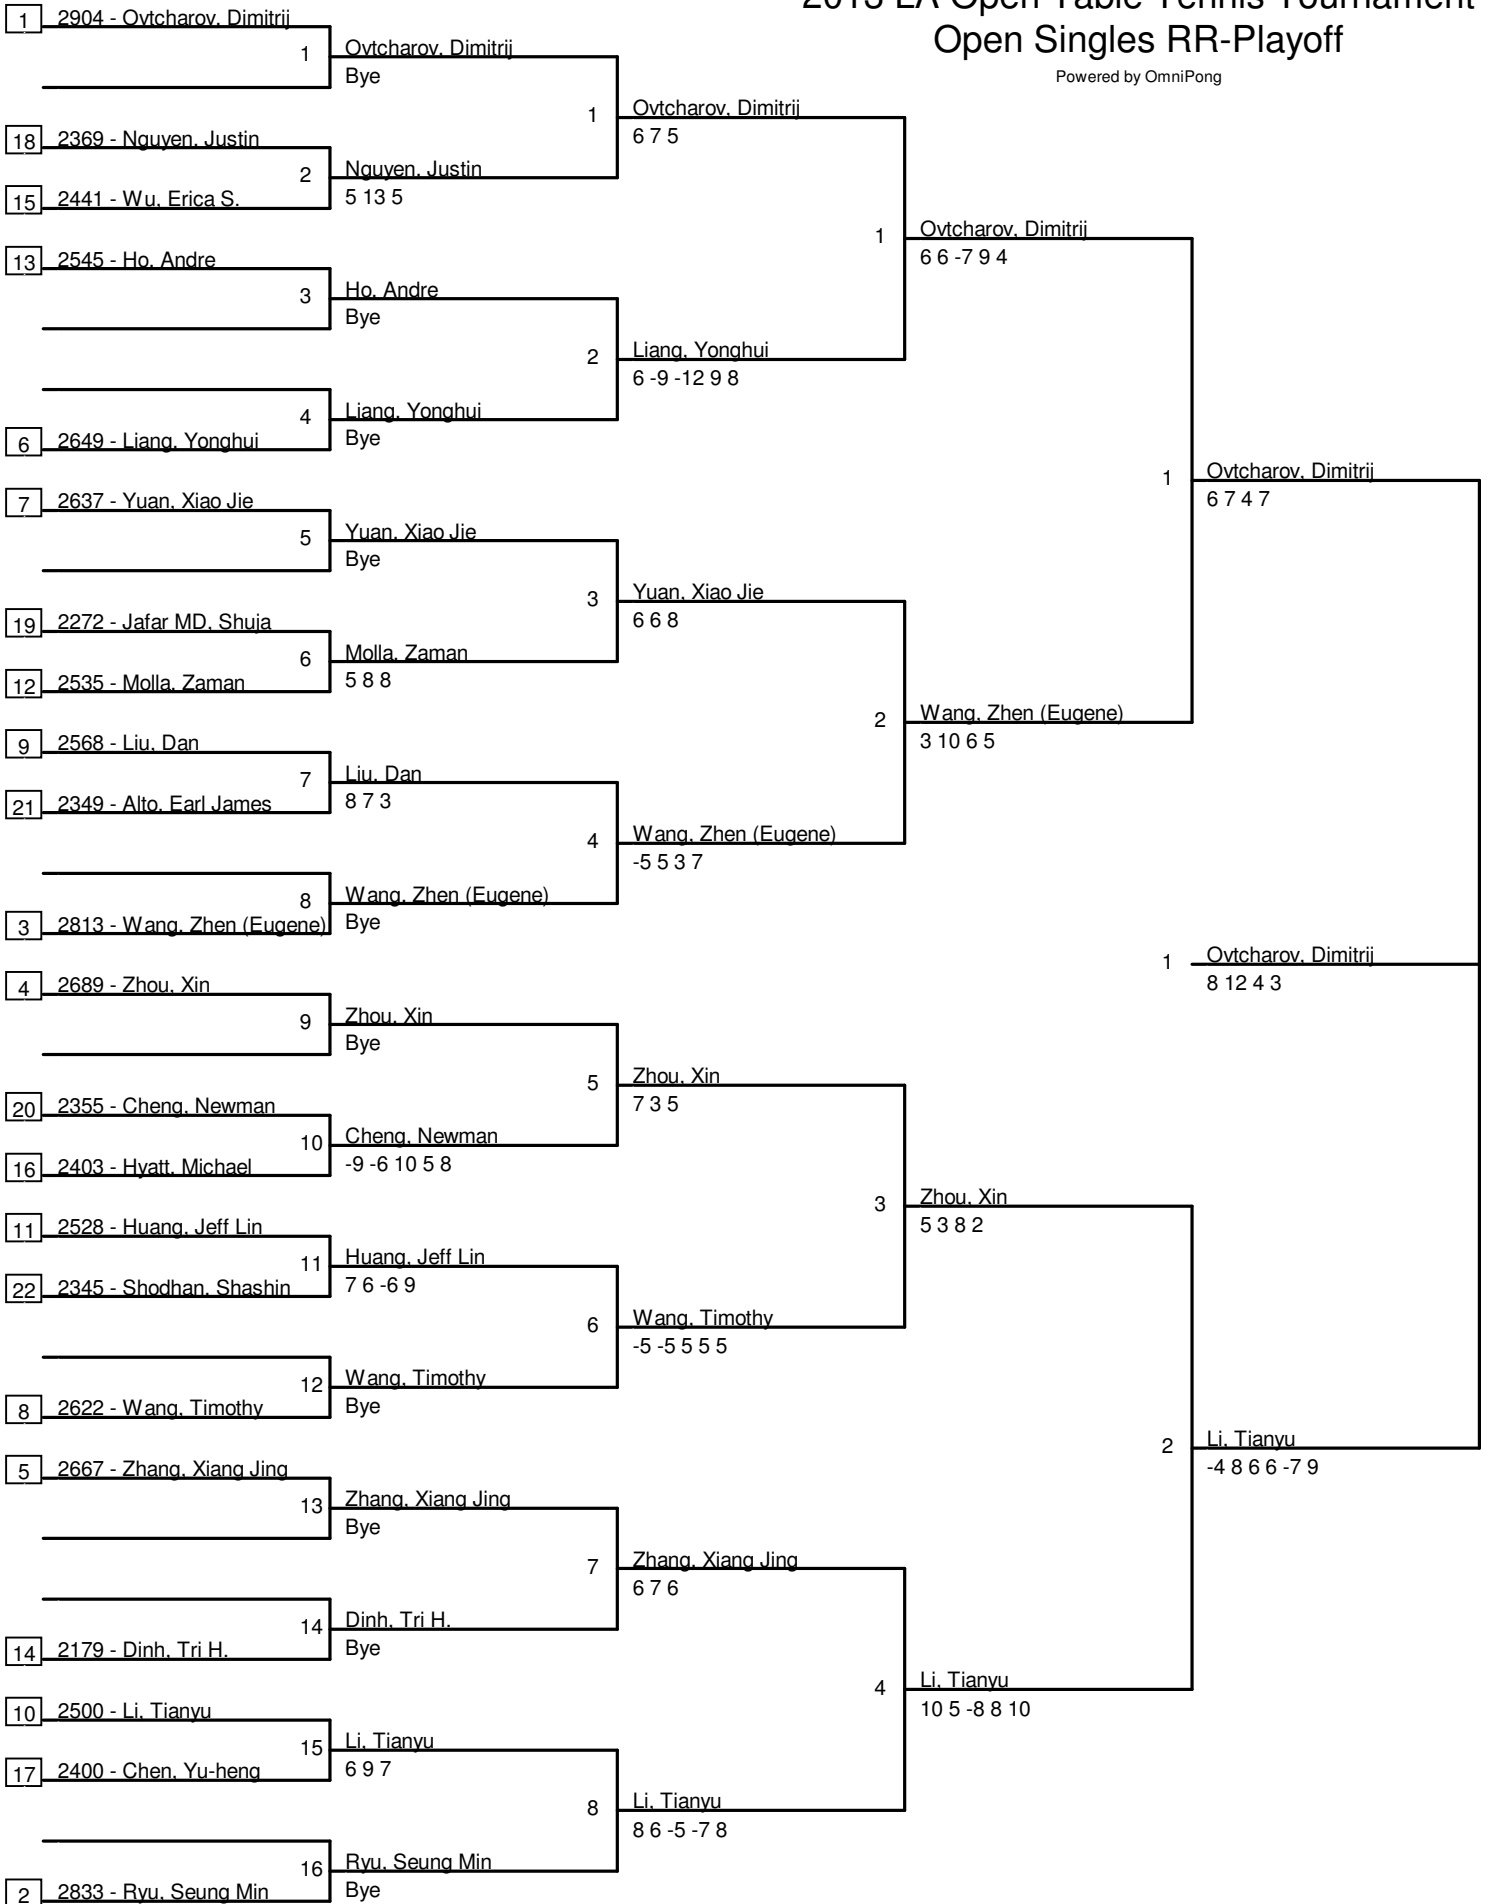 2013 LA Open Table Tennis Tournament
Open Singles RR-Playoff
Powered by OmniPong
1 2904 - Ovtcharov, Dimitrij
1 Ovtcharov, Dimitrij
Bye
18 2369 - Nguyen, Justin
2 Nguyen, Justin
5 13 5
15 2441 - Wu, Erica S.
13 2545 - Ho, Andre
3 Ho, Andre
Bye
4 Liang, Yonghui
Bye
6 2649 - Liang, Yonghui
7 2637 - Yuan, Xiao Jie
5 Yuan, Xiao Jie
Bye
19 2272 - Jafar MD, Shuja
6 Molla, Zaman
5 8 8
12 2535 - Molla, Zaman
9 2568 - Liu, Dan
7 Liu, Dan
8 7 3
21 2349 - Alto, Earl James
8 Wang, Zhen (Eugene)
Bye
3 2813 - Wang, Zhen (Eugene)
4 2689 - Zhou, Xin
9 Zhou, Xin
Bye
20 2355 - Cheng, Newman
10 Cheng, Newman
-9 -6 10 5 8
16 2403 - Hyatt, Michael
11 2528 - Huang, Jeff Lin
11 Huang, Jeff Lin
7 6 -6 9
22 2345 - Shodhan, Shashin
12 Wang, Timothy
Bye
8 2622 - Wang, Timothy
5 2667 - Zhang, Xiang Jing
13 Zhang, Xiang Jing
Bye
14 Dinh, Tri H.
Bye
14 2179 - Dinh, Tri H.
10 2500 - Li, Tianyu
15 Li, Tianyu
6 9 7
17 2400 - Chen, Yu-heng
16 Ryu, Seung Min
Bye
2 2833 - Ryu, Seung Min
1 Ovtcharov, Dimitrij
6 7 5
2 Liang, Yonghui
6 -9 -12 9 8
3 Yuan, Xiao Jie
6 6 8
4 Wang, Zhen (Eugene)
-5 5 3 7
5 Zhou, Xin
7 3 5
6 Wang, Timothy
-5 -5 5 5 5
7 Zhang, Xiang Jing
6 7 6
8 Li, Tianyu
8 6 -5 -7 8
1 Ovtcharov, Dimitrij
6 6 -7 9 4
2 Wang, Zhen (Eugene)
3 10 6 5
3 Zhou, Xin
5 3 8 2
4 Li, Tianyu
10 5 -8 8 10
1 Ovtcharov, Dimitrij
6 7 4 7
2 Li, Tianyu
-4 8 6 6 -7 9
1 Ovtcharov, Dimitrij
8 12 4 3